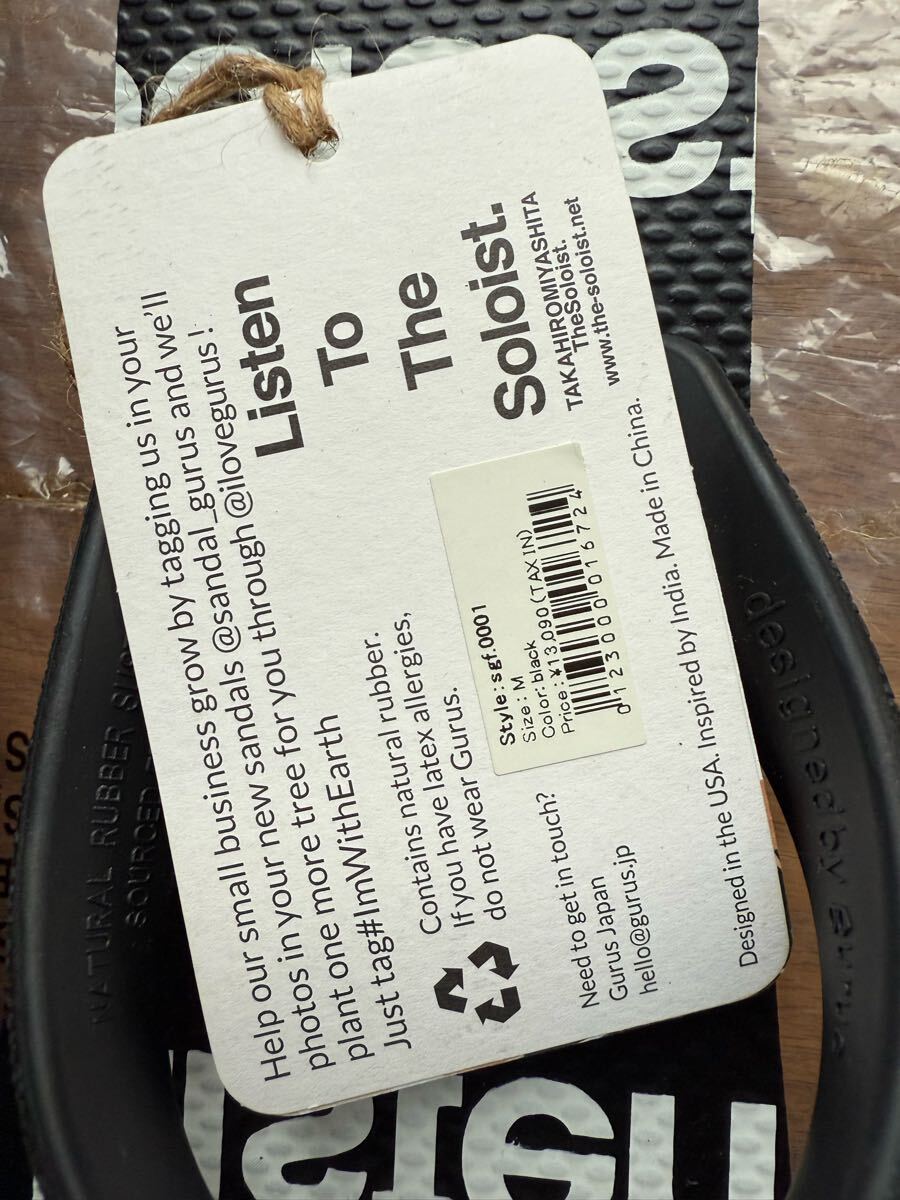 Help our small business grow by tagging us in your
photos in your new sandals @sandal_gurus and we'll
plant one more tree for you through @ilovegurus !
Just tag#ImWithEarth
Contains natural rubber.
If you have latex allergies,
do not wear Gurus.
Need to get in touch?
Gurus Japan
hello@gurus.jp
Designed in the USA. Inspired by India. Made in China.
Listen
To
The
Soloist.
TAKAHIROMIYASHITA
TheSoloist.
www.the-soloist.net
Style : sgf.0001
Size : M
Color: black
Price : ¥13,090 (TAX IN)
0123000016724
NATURAL RUBBER
SOURCED
designed by gurus